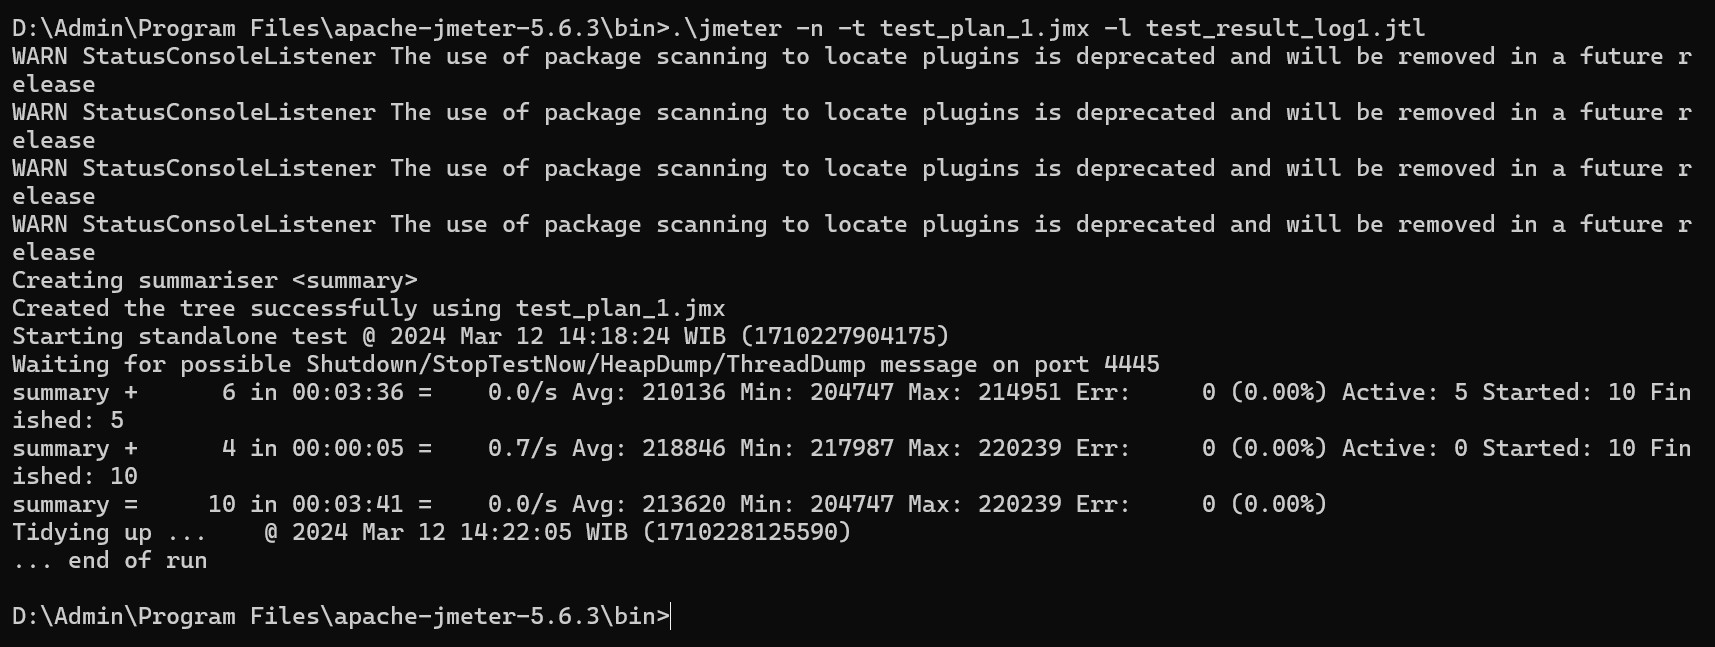 D:\Admin\Program Files\apache-jmeter-5.6.3\bin>.\jmeter -n -t test_plan_1.jmx -l test_result_log1.jtl
WARN StatusConsoleListener The use of package scanning to locate plugins is deprecated and will be removed in a future r
elease
WARN StatusConsoleListener The use of package scanning to locate plugins is deprecated and will be removed in a future r
elease
WARN StatusConsoleListener The use of package scanning to locate plugins is deprecated and will be removed in a future r
elease
WARN StatusConsoleListener The use of package scanning to locate plugins is deprecated and will be removed in a future r
elease
Creating summariser <summary>
Created the tree successfully using test_plan_1.jmx
Starting standalone test @ 2024 Mar 12 14:18:24 WIB (1710227904175)
Waiting for possible Shutdown/StopTestNow/HeapDump/ThreadDump message on port 4445
summary +      6 in 00:03:36 =    0.0/s Avg: 210136 Min: 204747 Max: 214951 Err:     0 (0.00%) Active: 5 Started: 10 Fin
ished: 5
summary +      4 in 00:00:05 =    0.7/s Avg: 218846 Min: 217987 Max: 220239 Err:     0 (0.00%) Active: 0 Started: 10 Fin
ished: 10
summary =     10 in 00:03:41 =    0.0/s Avg: 213620 Min: 204747 Max: 220239 Err:     0 (0.00%)
Tidying up ...    @ 2024 Mar 12 14:22:05 WIB (1710228125590)
... end of run
D:\Admin\Program Files\apache-jmeter-5.6.3\bin>